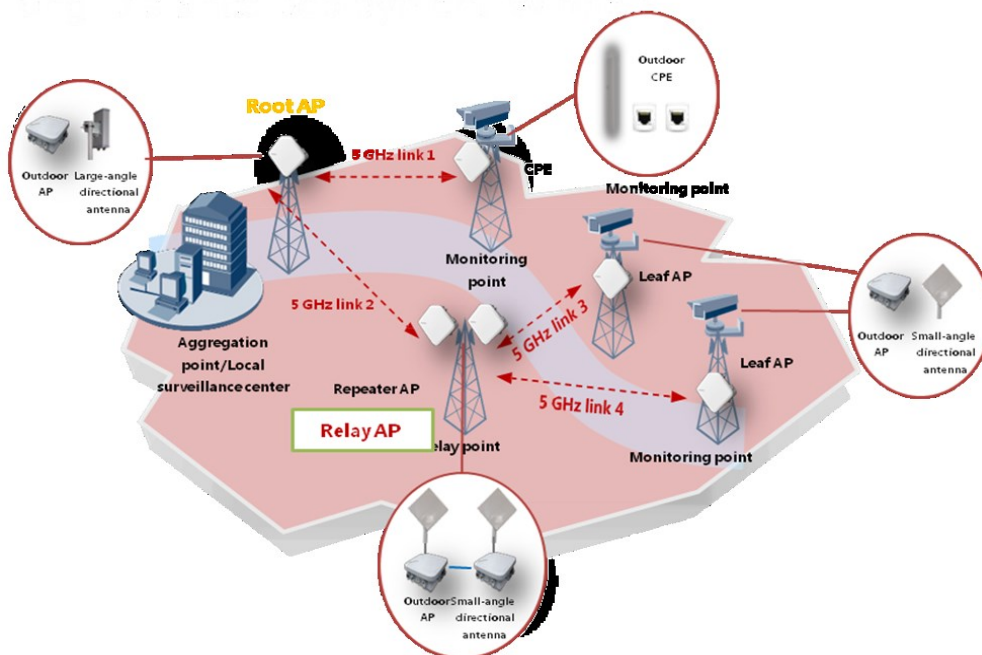 Outdoor
CPE
Root AP
5 GHz link 1
CPE
Outdoor
AP
Large-angle
directional
antenna
Monitoring point
Monitoring
point
Leaf AP
5 GHz link 2
5 GHz link 3
Outdoor
AP
Small-angle
directional
antenna
Aggregation
point/Local
surveillance center
Leaf AP
Repeater AP
5 GHz link 4
Relay AP
elay point
Monitoring point
Outdoor
AP
Small-angle
directional
antenna